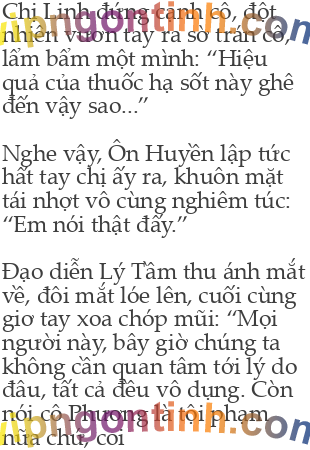 Chị Linh đứng cạnh cô, đột
nhiên vươn tay ra sờ trán cô,
lẩm bẩm một mình: “Hiệu
quả của thuốc hạ sốt này ghê
đến vậy sao...”
Nghe vậy, Ôn Huyền lập tức
hất tay chị ấy ra, khuôn mặt
tái nhợt vô cùng nghiêm túc:
“Em nói thật đấy.”
Đạo diễn Lý Tầm thu ánh mắt
về, đôi mắt lóe lên, cuối cùng
giơ tay xoa chóp mũi: “Mọi
người này, bây giờ chúng ta
không cần quan tâm tới lý do
đâu, tất cả đều vô dụng. Còn
nói cô Phương là tội phạm
nữa chứ, coi
vipngontinh.com
vipngontinh.com